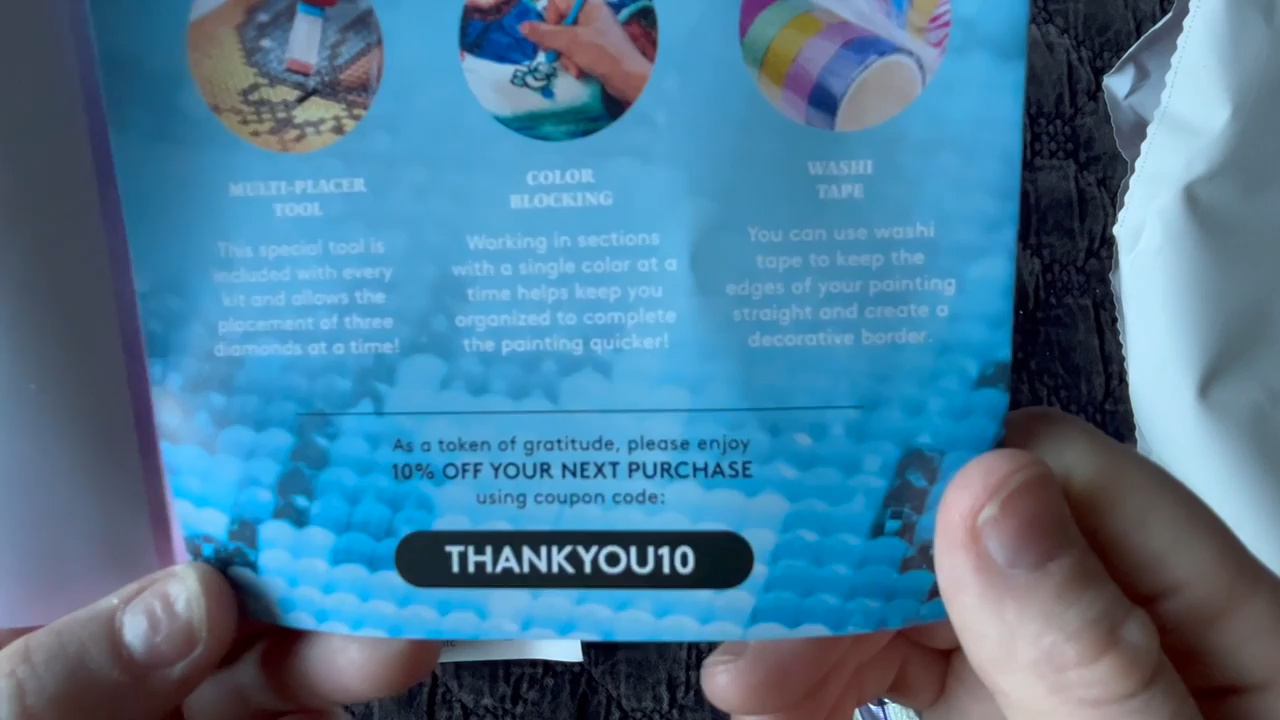 MULTI-PLACER
TOOL
This special tool is
included with every
kit and allows the
placement of three
diamonds at a time!
COLOR
BLOCKING
Working in sections
with a single color at a
time helps keep you
organized to complete
the painting quicker!
WASHI
TAPE
You can use washi
tape to keep the
edges of your painting
straight and create a
decorative border.
As a token of gratitude, please enjoy
10% OFF YOUR NEXT PURCHASE
using coupon code:
THANKYOU10